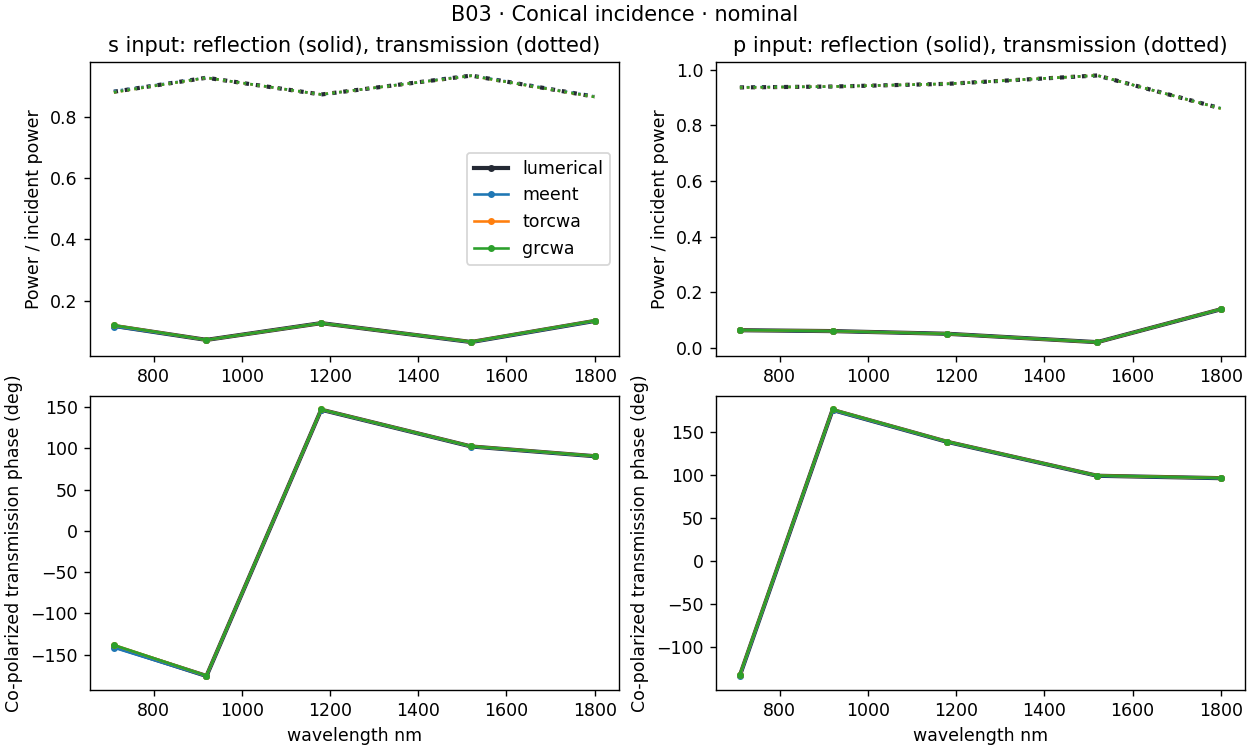 B03 · Conical incidence · nominal
s input: reflection (solid), transmission (dotted)
p input: reflection (solid), transmission (dotted)
Power / incident power
0.8
0.6
0.4
0.2
lumerical
meent
torcwa
grcwa
800 1000 1200 1400 1600 1800
Power / incident power
1.0
0.8
0.6
0.4
0.2
0.0
800 1000 1200 1400 1600 1800
Co-polarized transmission phase (deg)
150
100
50
0
−50
−100
−150
800 1000 1200 1400 1600 1800
wavelength nm
Co-polarized transmission phase (deg)
150
100
50
0
−50
−100
800 1000 1200 1400 1600 1800
wavelength nm